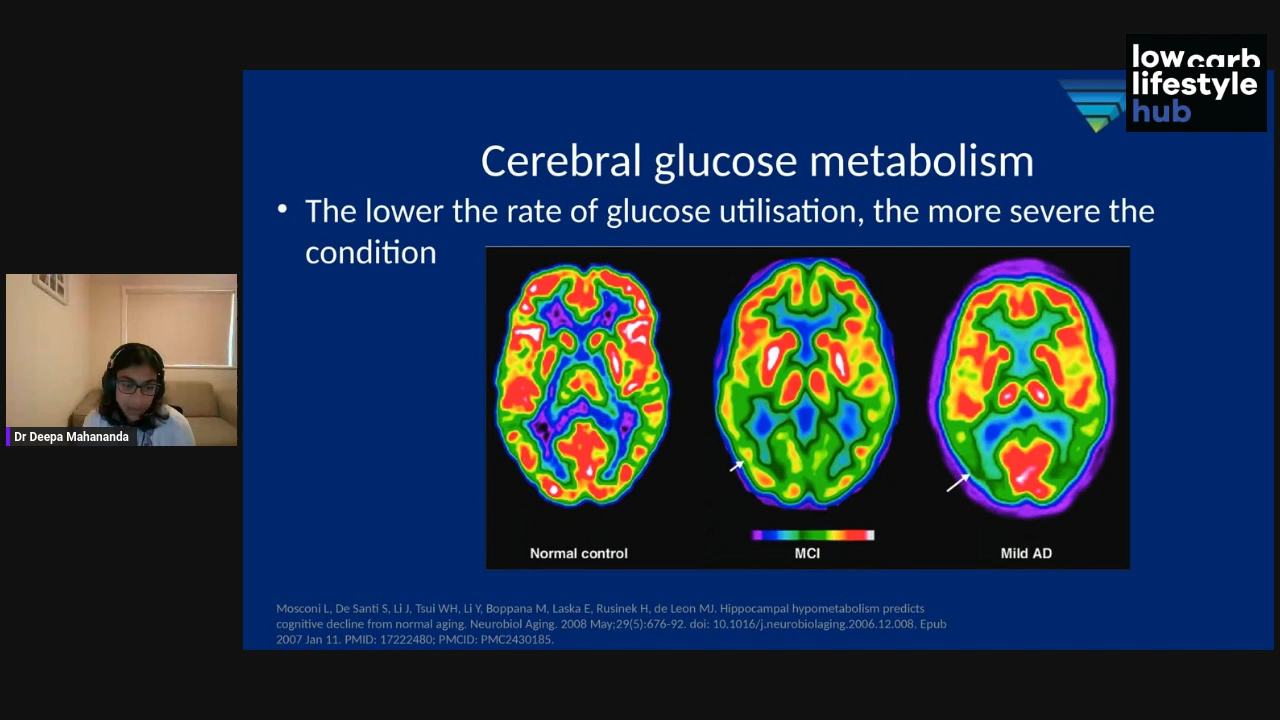 low carb
lifestyle
hub
Cerebral glucose metabolism
• The lower the rate of glucose utilisation, the more severe the
condition
Normal control
MCI
Mild AD
Dr Deepa Mahananda
Mosconi L, De Santi S, Li J, Tsui WH, Li Y, Boppana M, Laska E, Rusinek H, de Leon MJ. Hippocampal hypometabolism predicts
cognitive decline from normal aging. Neurobiol Aging. 2008 May;29(5):676-92. doi: 10.1016/j.neurobiolaging.2006.12.008. Epub
2007 Jan 11. PMID: 17222480; PMCID: PMC2430185.